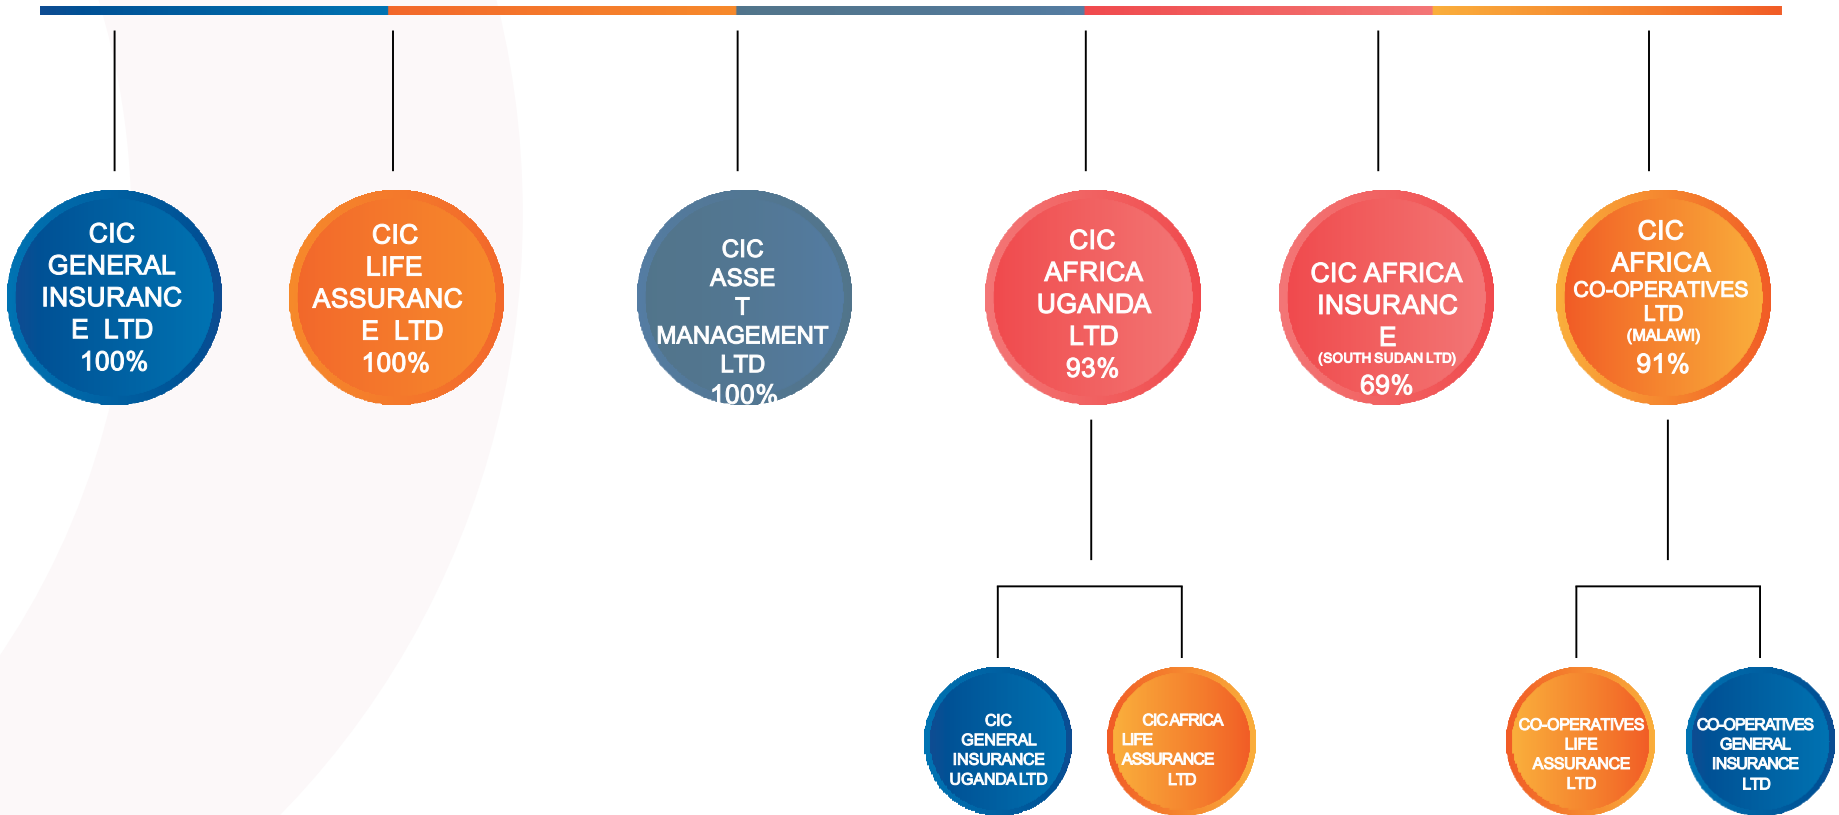 CIC
GENERAL
INSURANC
E LTD
100%
CIC
LIFE
ASSURANC
E LTD
100%
CIC
ASSE
T
MANAGEMENT
LTD
100%
CIC
AFRICA
UGANDA
LTD
93%
CIC AFRICA
INSURANC
E
(SOUTH SUDAN LTD)
69%
CIC
AFRICA
CO-OPERATIVES
LTD
(MALAWI)
91%
CIC
GENERAL
INSURANCE
UGANDA LTD
CIC AFRICA
LIFE
ASSURANCE
LTD
CO-OPERATIVES
LIFE
ASSURANCE
LTD
CO-OPERATIVES
GENERAL
INSURANCE
LTD